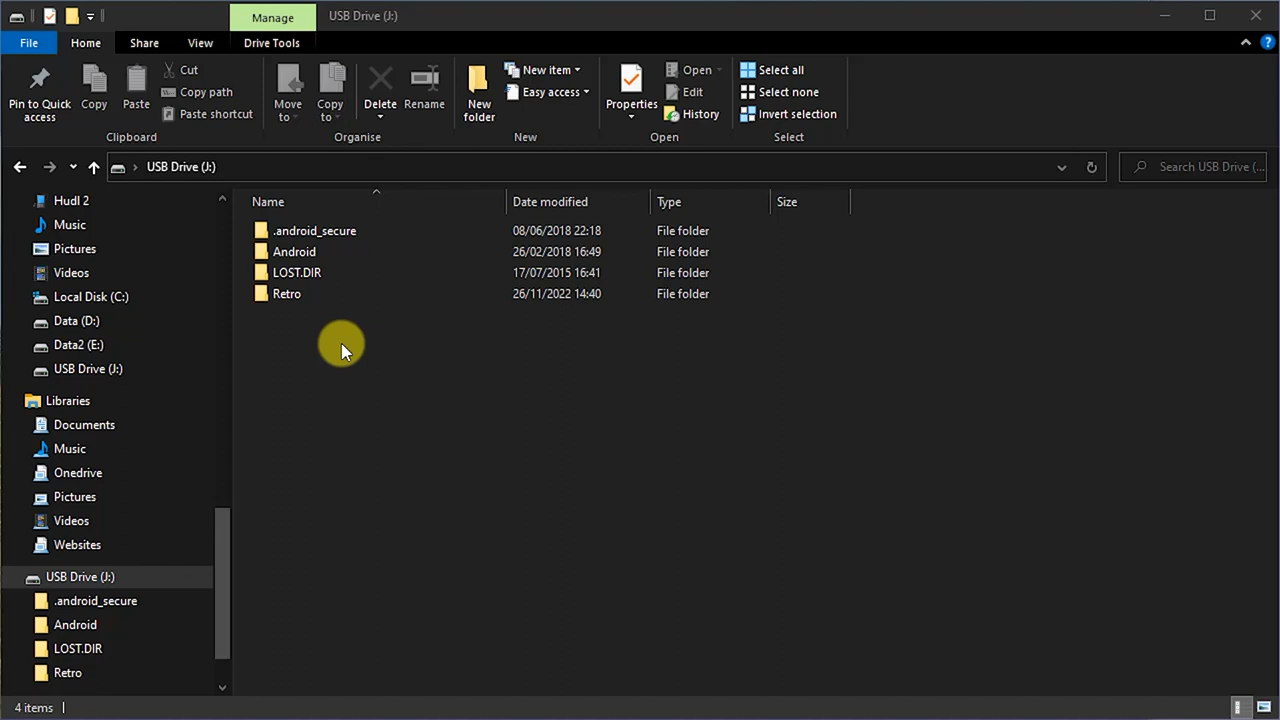 Manage
USB Drive (J:)
File
Home
Share
View
Drive Tools
Pin to Quick
access
Copy
Paste
Cut
Copy path
Paste shortcut
Clipboard
Move
to
Copy
to
Delete
Rename
Organise
New
folder
New item
Easy access
New
Properties
Open
Edit
History
Open
Select all
Select none
Invert selection
Select
USB Drive (J:)
Search USB Drive (...
Hudl 2
Music
Pictures
Videos
Local Disk (C:)
Data (D:)
Data2 (E:)
USB Drive (J:)
Libraries
Documents
Music
Onedrive
Pictures
Videos
Websites
USB Drive (J:)
.android_secure
Android
LOST.DIR
Retro
Name Date modified Type Size
.android_secure 08/06/2018 22:18 File folder
Android 26/02/2018 16:49 File folder
LOST.DIR 17/07/2015 16:41 File folder
Retro 26/11/2022 14:40 File folder
4 items